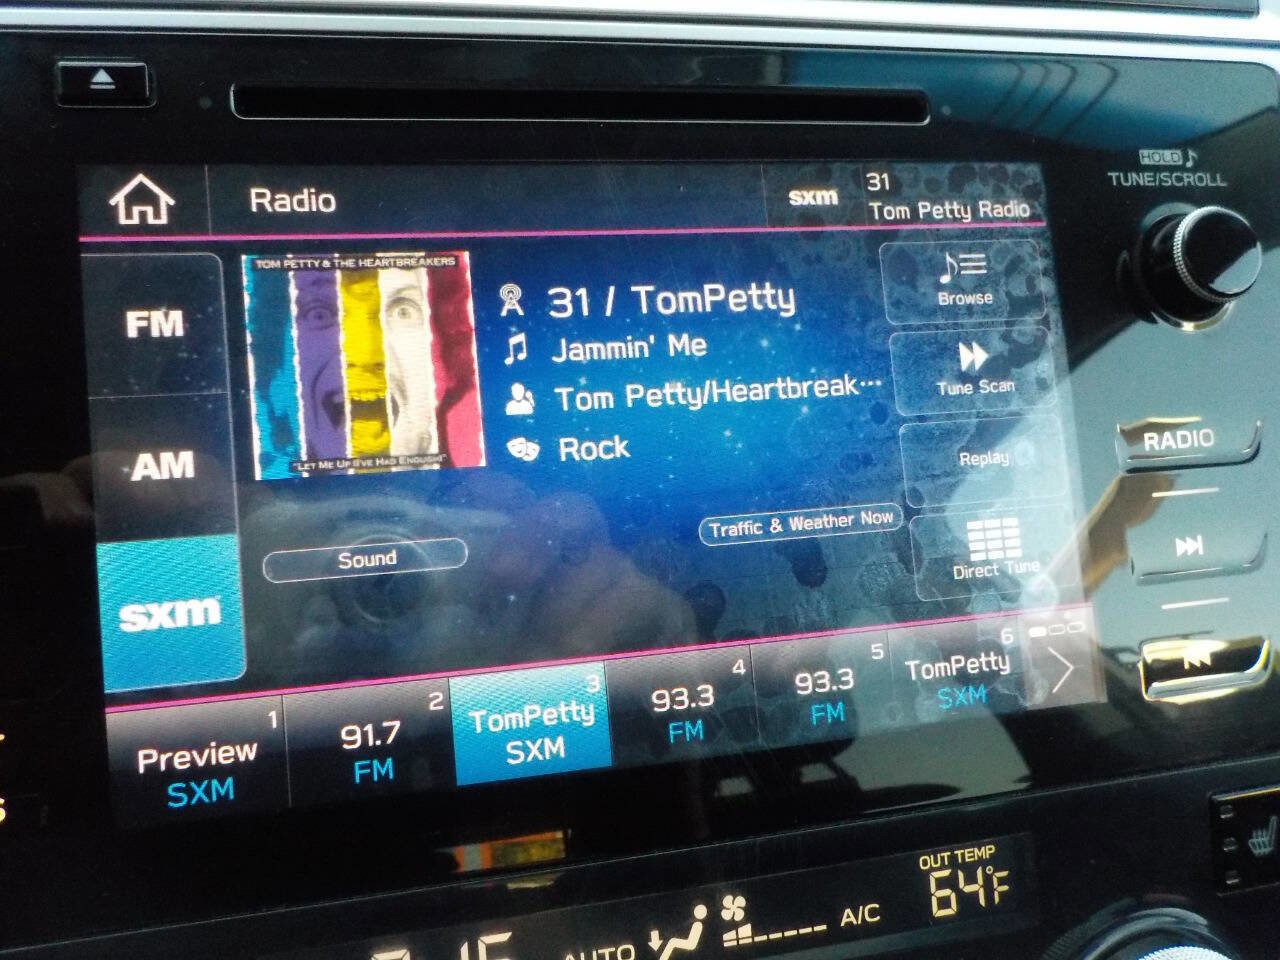 HOLD
TUNE/SCROLL
Radio
sxm
31
Tom Petty Radio
FM
AM
sxm
TOM PETTY & THE HEARTBREAKERS
"LET ME UP (I'VE HAD ENOUGH)"
31 / TomPetty
Jammin' Me
Tom Petty/Heartbreak···
Rock
Browse
Tune Scan
Replay
Direct Tune
Traffic & Weather Now
Sound
RADIO
1
Preview
SXM
2
91.7
FM
3
TomPetty
SXM
4
93.3
FM
5
93.3
FM
6
TomPetty
SXM
AUTO
A/C
OUT TEMP
64°F